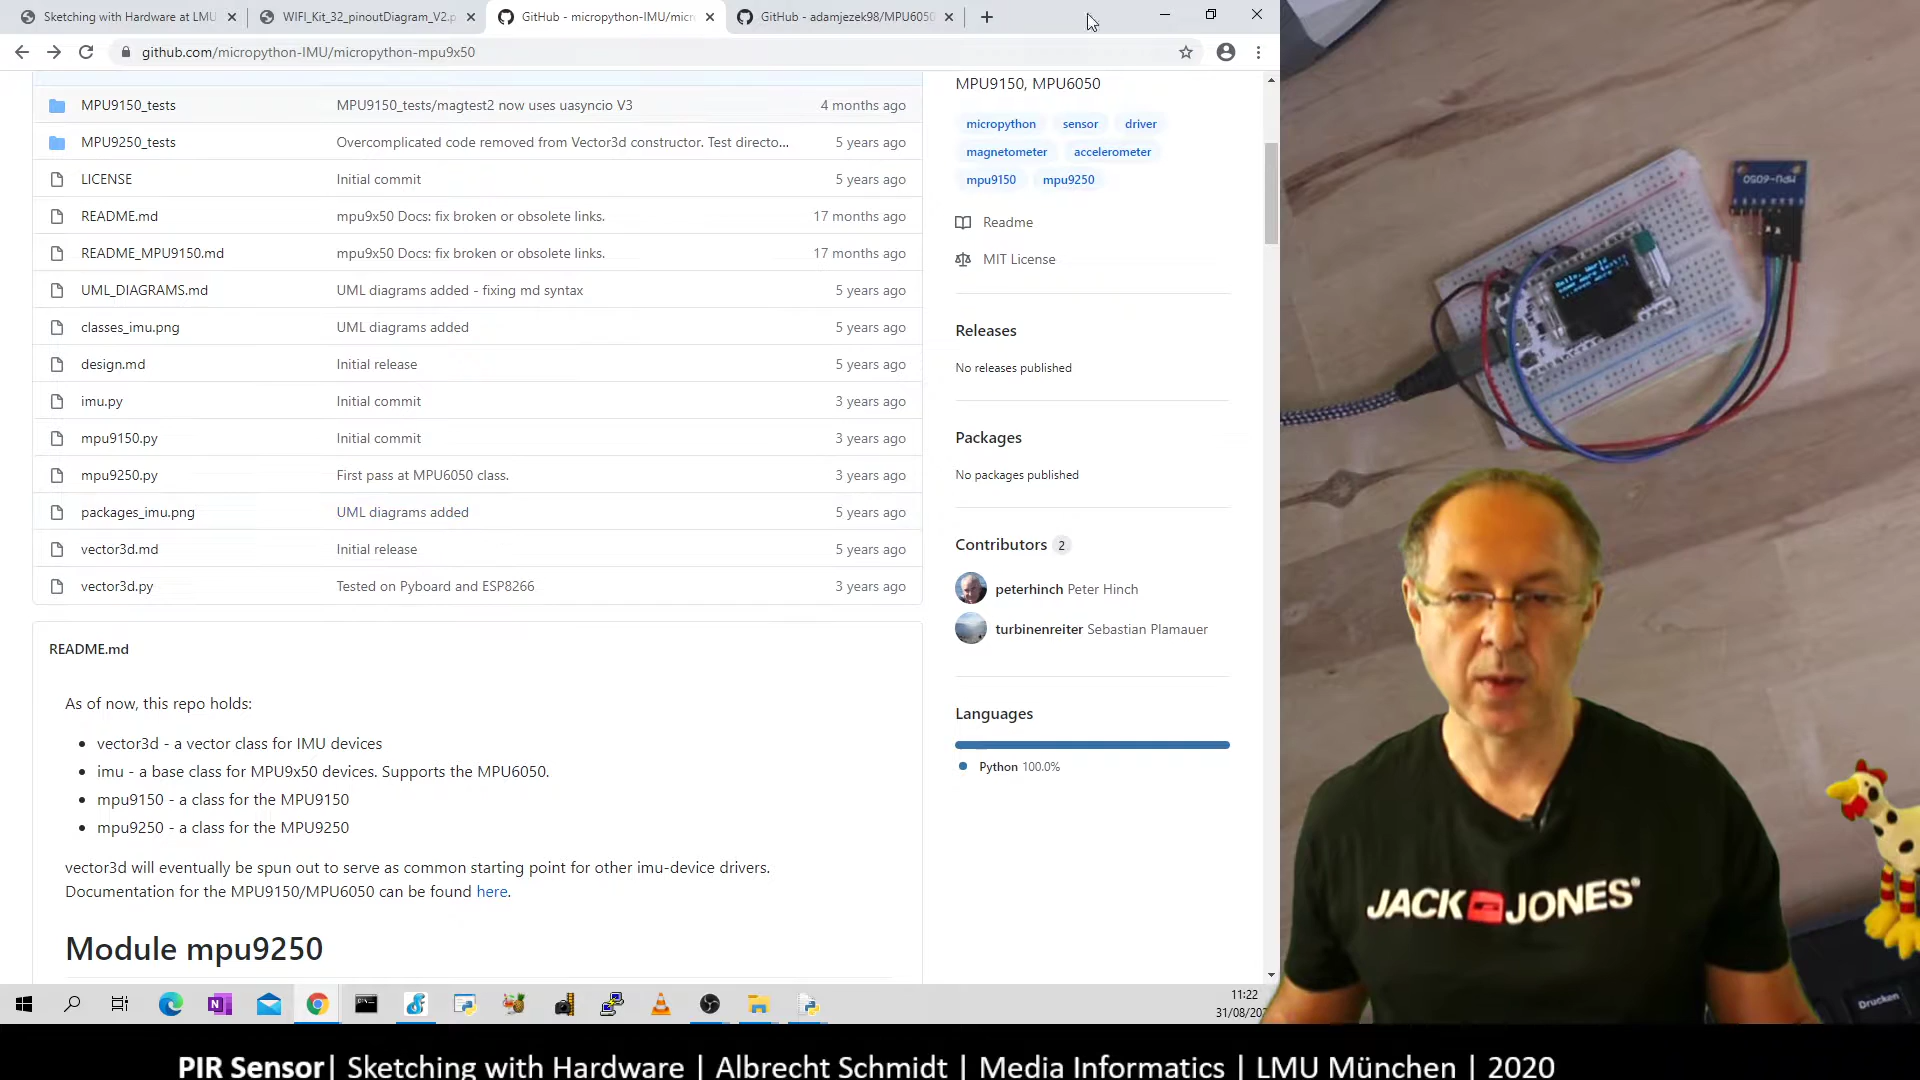 Sketching with Hardware at LMU
WIFI_Kit_32_pinoutDiagram_V2.p
GitHub - micropython-IMU/micr
GitHub - adamjezek98/MPU6050
github.com/micropython-IMU/micropython-mpu9x50
MPU9150_tests MPU9150_tests/magtest2 now uses uasyncio V3 4 months ago
MPU9250_tests Overcomplicated code removed from Vector3d constructor. Test directo... 5 years ago
LICENSE Initial commit 5 years ago
README.md mpu9x50 Docs: fix broken or obsolete links. 17 months ago
README_MPU9150.md mpu9x50 Docs: fix broken or obsolete links. 17 months ago
UML_DIAGRAMS.md UML diagrams added - fixing md syntax 5 years ago
classes_imu.png UML diagrams added 5 years ago
design.md Initial release 5 years ago
imu.py Initial commit 3 years ago
mpu9150.py Initial commit 3 years ago
mpu9250.py First pass at MPU6050 class. 3 years ago
packages_imu.png UML diagrams added 5 years ago
vector3d.md Initial release 5 years ago
vector3d.py Tested on Pyboard and ESP8266 3 years ago
README.md
As of now, this repo holds:
vector3d - a vector class for IMU devices
imu - a base class for MPU9x50 devices. Supports the MPU6050.
mpu9150 - a class for the MPU9150
mpu9250 - a class for the MPU9250
vector3d will eventually be spun out to serve as common starting point for other imu-device drivers.
Documentation for the MPU9150/MPU6050 can be found here.
Module mpu9250
MPU9150, MPU6050
micropython sensor driver
magnetometer accelerometer
mpu9150 mpu9250
Readme
MIT License
Releases
No releases published
Packages
No packages published
Contributors 2
peterhinch Peter Hinch
turbinenreiter Sebastian Plamauer
Languages
Python 100.0%
11:22
31/08/20
MPU-6050
Hello, World
JACK JONES®
Drucken
PIR Sensor| Sketching with Hardware | Albrecht Schmidt | Media Informatics | LMU München | 2020